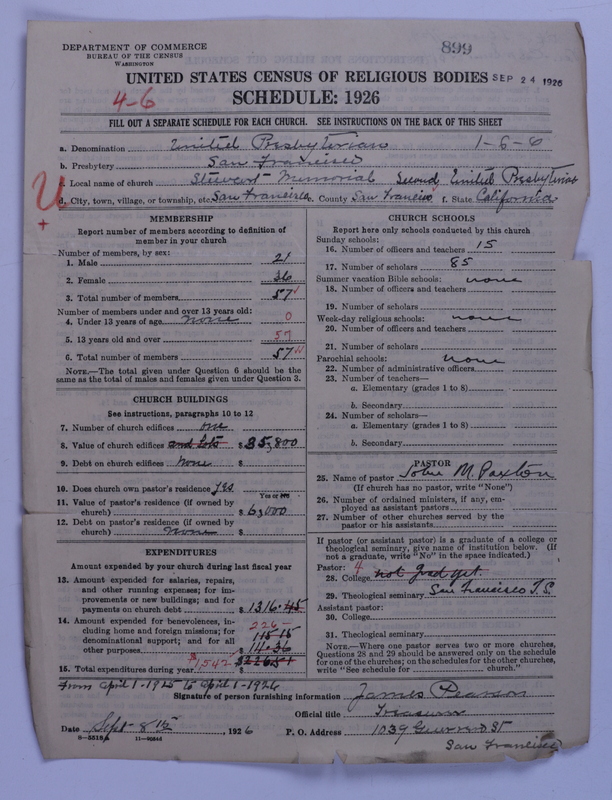 899
DEPARTMENT OF COMMERCE
BUREAU OF THE CENSUS
WASHINGTON
UNITED STATES CENSUS OF RELIGIOUS BODIES SEP 24 1926
4-6
SCHEDULE: 1926
FILL OUT A SEPARATE SCHEDULE FOR EACH CHURCH. SEE INSTRUCTIONS ON THE BACK OF THIS SHEET
a. Denomination United Presbyterian 1-6-6
b. Presbytery San Francisco
c. Local name of church Stewart Memorial Second United Presbyterian
d. City, town, village, or township, etc. San Francisco County San Francisco f. State California
MEMBERSHIP
Report number of members according to definition of
member in your church
Number of members, by sex:
1. Male 21
2. Female 36
3. Total number of members 57
Number of members under and over 13 years old:
4. Under 13 years of age none 0
5. 13 years old and over 57
6. Total number of members 57
NOTE.—The total given under Question 6 should be
same as the total of males and females given under Question 3.
CHURCH BUILDINGS
See instructions, paragraphs 10 to 12
7. Number of church edifices one
8. Value of church edifices and lots $ 35,800
9. Debt on church edifices none $
10. Does church own pastor's residence yes
Yes or no
11. Value of pastor's residence (if owned by
church) $ 6,000
12. Debt on pastor's residence (if owned by
church) none $
EXPENDITURES
Amount expended by your church during last fiscal year
13. Amount expended for salaries, repairs,
and other running expenses; for im-
provements or new buildings; and for
payments on church debt $ 1316.45
14. Amount expended for benevolences, in-
cluding home and foreign missions; for
denominational support; and for all
other purposes $
226-
15. Total expenditures during year
$1,542
From April 1-1925 to April 1-1926
CHURCH SCHOOLS
Report here only schools conducted by this church
Sunday schools:
16. Number of officers and teachers 15
17. Number of scholars 85
Summer vacation Bible schools: none
18. Number of officers and teachers
19. Number of scholars
Week-day religious schools: none
20. Number of officers and teachers
21. Number of scholars
Parochial schools: none
22. Number of administrative officers
23. Number of teachers—
a. Elementary (grades 1 to 8)
b. Secondary
24. Number of scholars—
a. Elementary (grades 1 to 8)
b. Secondary
PASTOR
25. Name of pastor John M. Paxton
(If church has no pastor, write "None")
26. Number of ordained ministers, if any, em-
ployed as assistant pastors
27. Number of other churches served by the
pastor or his assistants
If pastor (or assistant pastor) is a graduate of a college or
theological seminary, give name of institution below. (If
not a graduate, write "No" in the space indicated.)
Pastor: 4
28. College not grad yet.
29. Theological seminary San Francisco T.S.
Assistant pastor:
30. College
31. Theological seminary
NOTE.—Where one pastor serves two or more churches,
Questions 28 and 29 should be answered only on the schedule
for one of the churches; on the schedules for the other churches,
write "See schedule for church."
Signature of person furnishing information James Pearson
Official title Treasurer
Date Sept-8th, 1926 P. O. Address 1039 Guerrero St
8-5518 11-9034d San Francisco